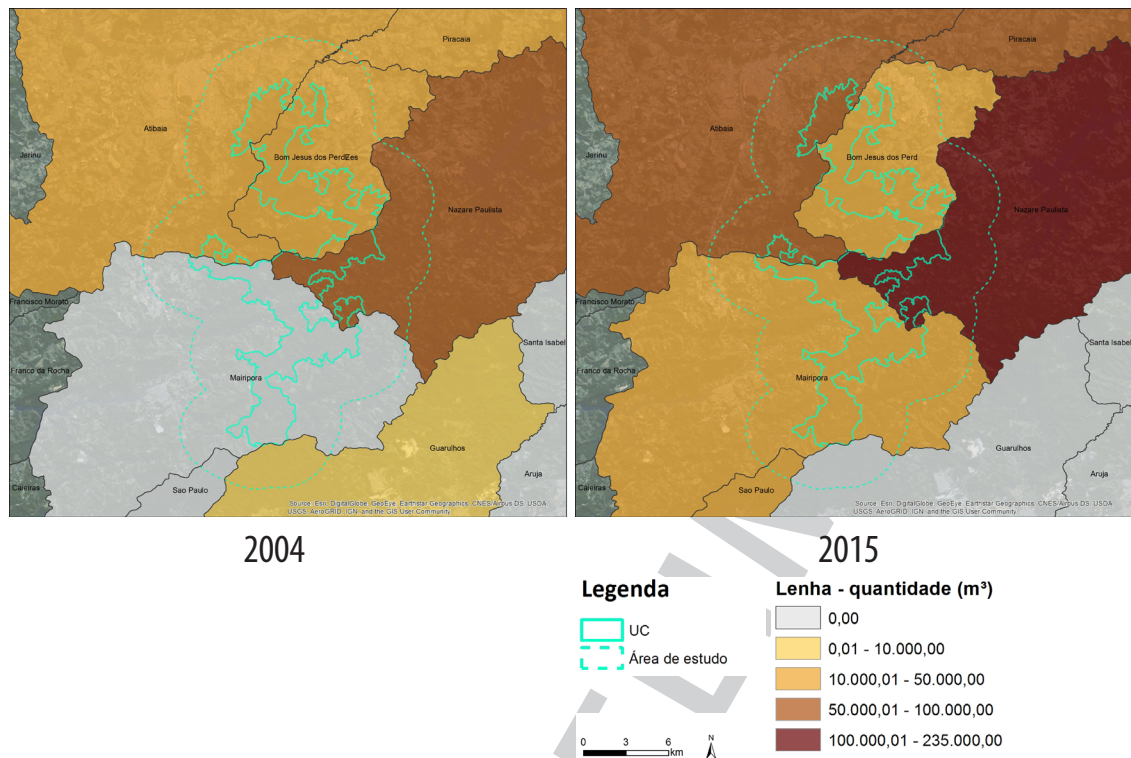 Piracaia
Atibaia
Jarinu
Bom Jesus dos PerdZes
Nazare Paulista
Francisco Morato
Franco da Rocha
Mairipora
Santa Isabel
Guarulhos
Caieiras
Aruja
Sao Paulo
Source: Esri, DigitalGlobe, GeoEye, Earthstar Geographics, CNES/Airbus DS, USDA,
USGS, AeroGRID, IGN, and the GIS User Community
2004
Piracaia
Atibaia
Jarinu
Bom Jesus dos Perd
Nazare Paulista
Francisco Morato
Franco da Rocha
Mairipora
Santa Isabel
Guarulhos
Caieiras
Aruja
Sao Paulo
Source: Esri, DigitalGlobe, GeoEye, Earthstar Geographics, CNES/Airbus DS, USDA,
USGS, AeroGRID, IGN, and the GIS User Community
2015
Legenda
UC
Área de estudo
Lenha - quantidade (m³)
0,00
0,01 - 10.000,00
10.000,01 - 50.000,00
50.000,01 - 100.000,00
100.000,01 - 235.000,00
0 3 6
km
N